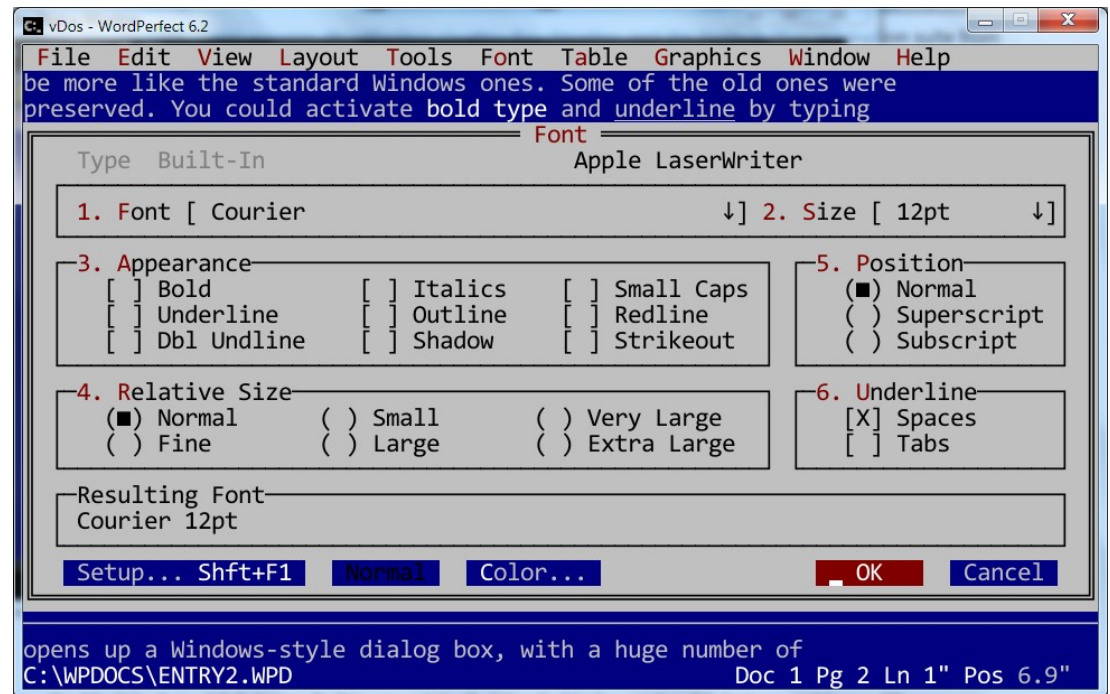 vDos - WordPerfect 6.2
File Edit View Layout Tools Font Table Graphics Window Help
be more like the standard Windows ones. Some of the old ones were
preserved. You could activate bold type and underline by typing
Font
Type Built-In Apple LaserWriter
1. Font [ Courier ↓] 2. Size [ 12pt ↓]
3. Appearance 5. Position
[ ] Bold [ ] Italics [ ] Small Caps (■) Normal
[ ] Underline [ ] Outline [ ] Redline ( ) Superscript
[ ] Dbl Undline [ ] Shadow [ ] Strikeout ( ) Subscript
4. Relative Size 6. Underline
(■) Normal ( ) Small ( ) Very Large [X] Spaces
( ) Fine ( ) Large ( ) Extra Large [ ] Tabs
Resulting Font
Courier 12pt
Setup... Shft+F1 Normal Color... OK Cancel
opens up a Windows-style dialog box, with a huge number of
C:\WPDOCS\ENTRY2.WPD Doc 1 Pg 2 Ln 1" Pos 6.9"